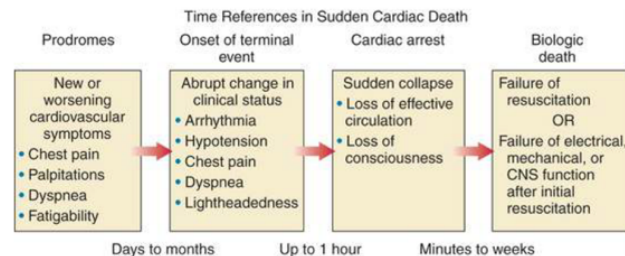 Time References in Sudden Cardiac Death
Prodromes
New or
worsening
cardiovascular
symptoms
• Chest pain
• Palpitations
• Dyspnea
• Fatigability
Onset of terminal
event
Abrupt change in
clinical status
• Arrhythmia
• Hypotension
• Chest pain
• Dyspnea
• Lightheadedness
Cardiac arrest
Sudden collapse
• Loss of effective
circulation
• Loss of
consciousness
Biologic
death
Failure of
resuscitation
OR
Failure of electrical,
mechanical, or
CNS function
after initial
resuscitation
Days to months
Up to 1 hour
Minutes to weeks